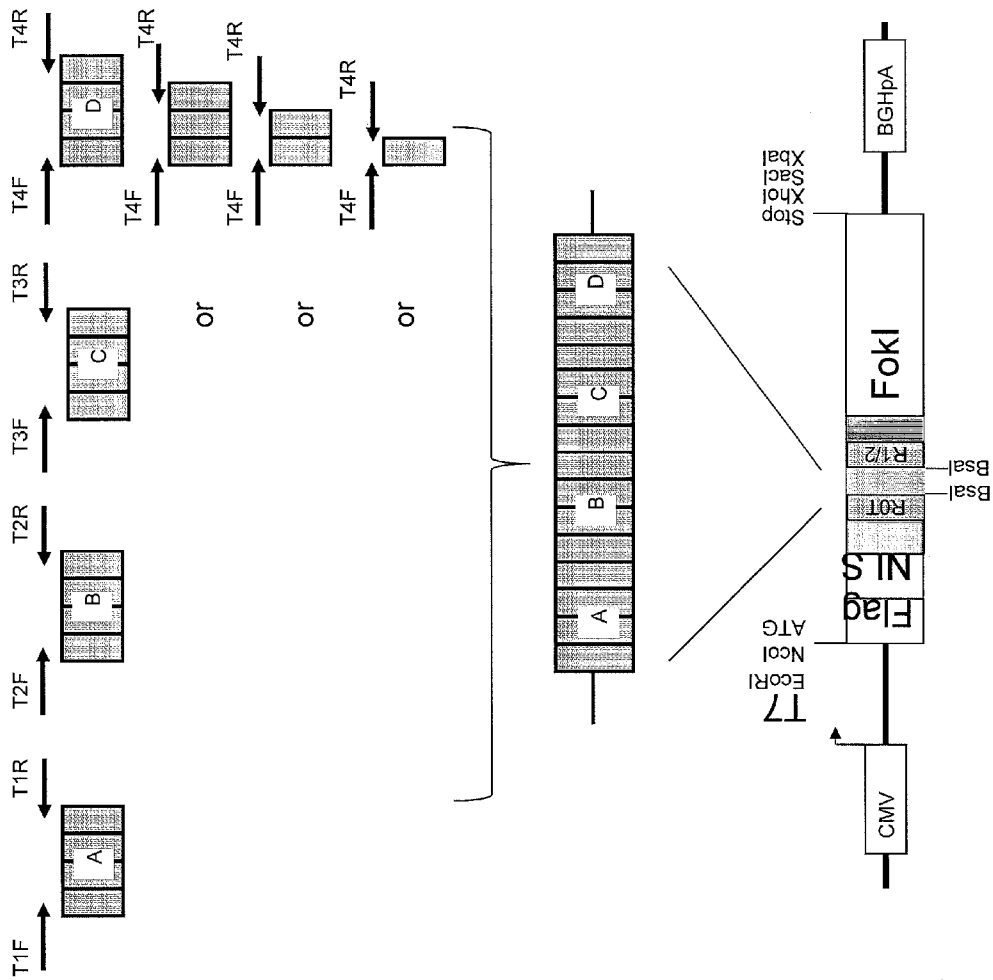 T1F T1R T2F T2R T3F T3R T4F T4R
A B C D
T4F T4R
or
T4F T4R
or
T4F T4R
or
A B C D
T7
EcoRI
NcoI
ATG
Stop
XhoI
SacI
XbaI
CMV
Flag
NLS
R0T
R1/2
FokI
BGHpA
BsaI
BsaI